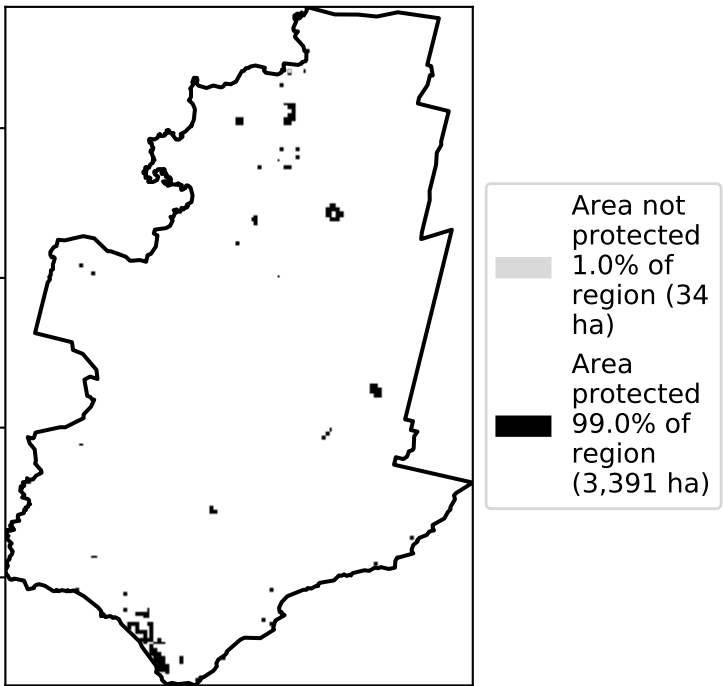 Area not
protected
1.0% of
region (34
ha)
Area
protected
99.0% of
region
(3,391 ha)